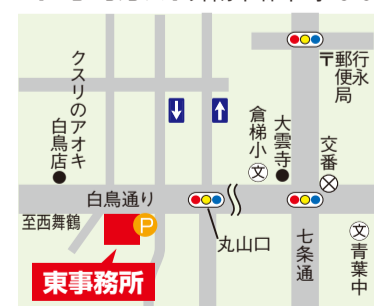 クスリのアオキ
白鳥店
倉梯小
文
大雲寺
〒行永
郵便局
交番
白鳥通り
至西舞鶴
P
東事務所
丸山口
七条通
文
青葉中